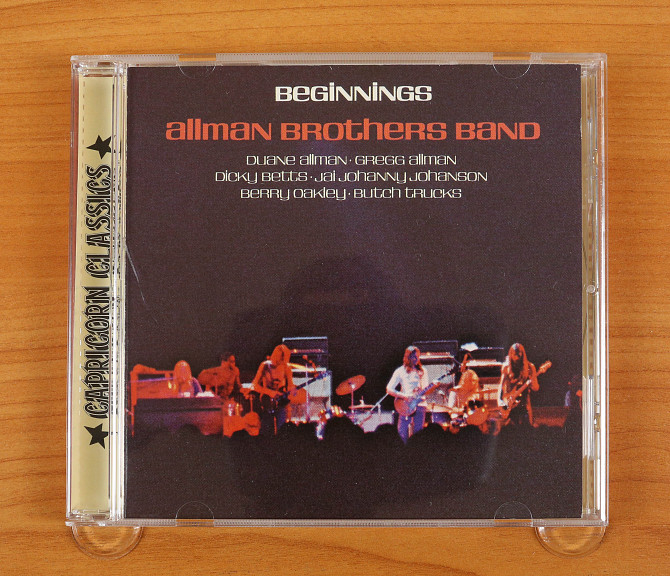 Beginnings
Allman Brothers Band
Duane Allman · Gregg Allman
Dicky Betts · Jai Johanny Johanson
Berry Oakley · Butch Trucks
★ CAPRICORN CLASSICS ★